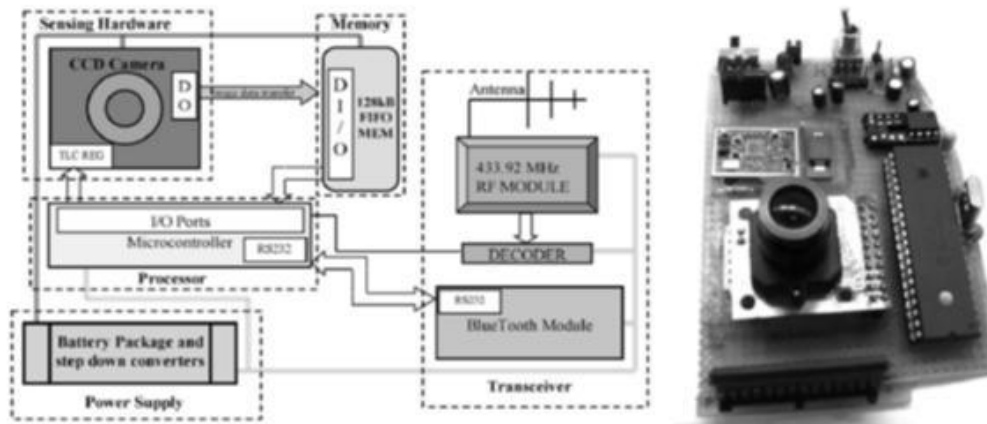 Sensing Hardware
CCD Camera
D
O
TLC REG
Memory
D
I
/
O
128kB
FIFO
MEM
Image data transfer
I/O Ports
Microcontroller
RS232
Processor
Battery Package and
step down converters
Power Supply
Antenna
433.92 MHz
RF MODULE
DECODER
RS232
BlueTooth Module
Transceiver